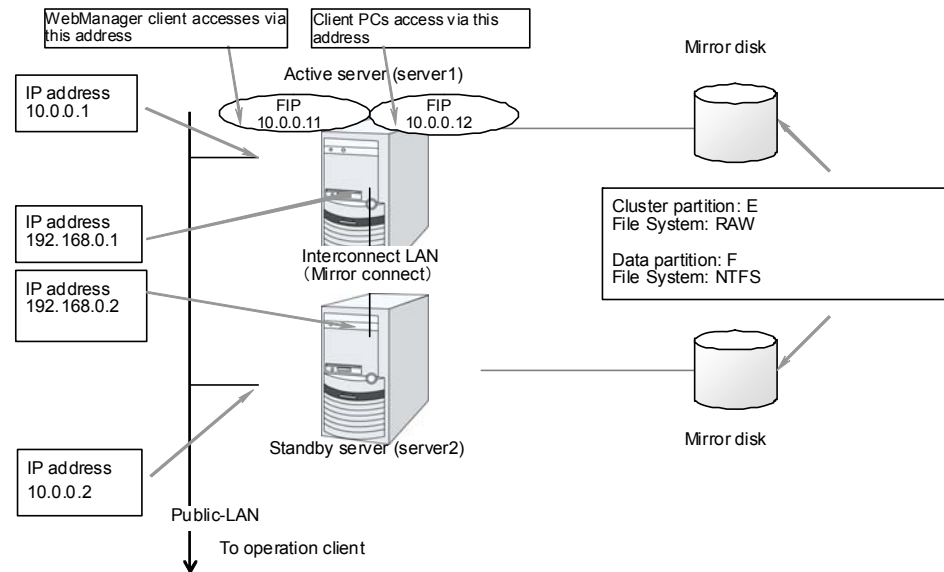 WebManager client accesses via
this address
Client PCs access via this
address
Mirror disk
Active server (server1)
IP address
10.0.0.1
FIP
10.0.0.11
FIP
10.0.0.12
Cluster partition: E
File System: RAW
Data partition: F
File System: NTFS
IP address
192.168.0.1
Interconnect LAN
(Mirror connect)
IP address
192.168.0.2
Mirror disk
Standby server (server2)
IP address
10.0.0.2
Public-LAN
To operation client